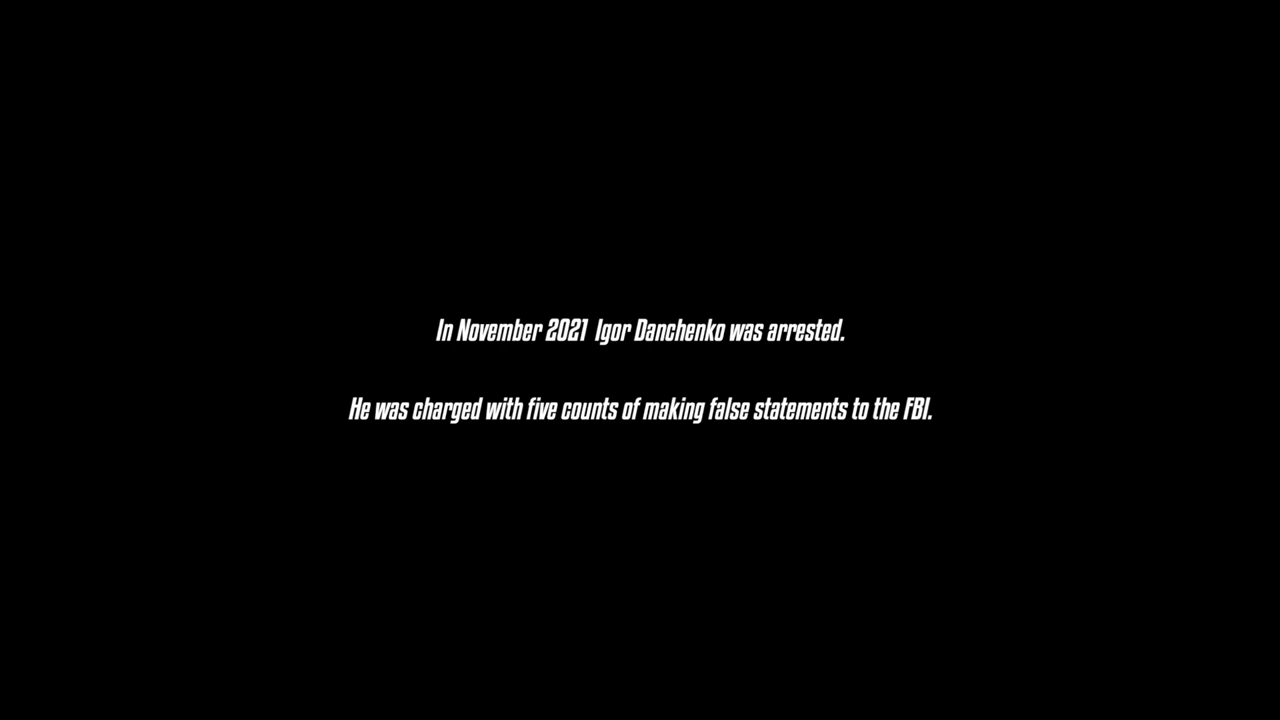 In November 2021 Igor Danchenko was arrested.
He was charged with five counts of making false statements to the FBI.